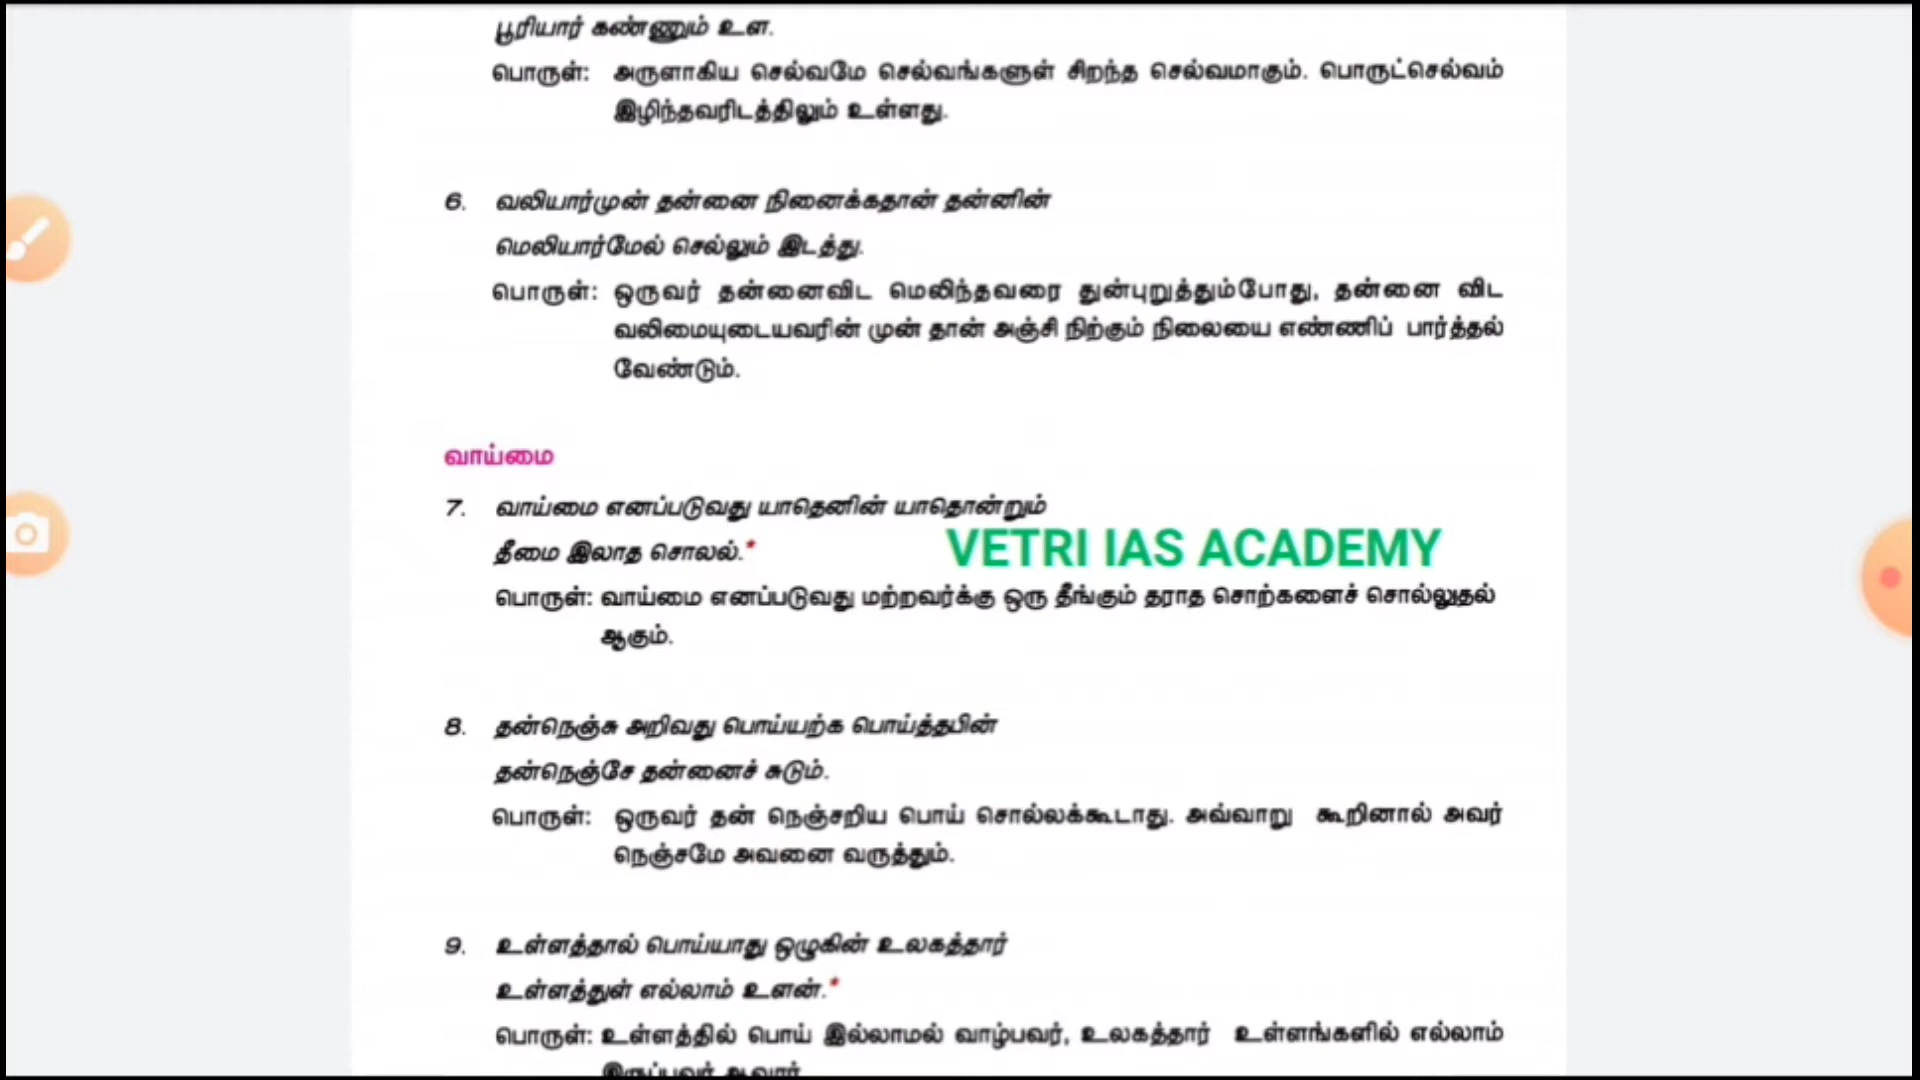 பூரியார் கண்ணும் உள.
பொருள்: அருளாகிய செல்வமே செல்வங்களுள் சிறந்த செல்வமாகும். பொருட்செல்வம்
இழிந்தவரிடத்திலும் உள்ளது.
6. வலியார்முன் தன்னை நினைக்கதான் தன்னின்
மெலியார்மேல் செல்லும் இடத்து.
பொருள்: ஒருவர் தன்னைவிட மெலிந்தவரை துன்புறுத்தும்போது, தன்னை விட
வலிமையுடையவரின் முன் தான் அஞ்சி நிற்கும் நிலையை எண்ணிப் பார்த்தல்
வேண்டும்.
வாய்மை
7. வாய்மை எனப்படுவது யாதெனின் யாதொன்றும்
தீமை இலாத சொலல்.*
VETRI IAS ACADEMY
பொருள்: வாய்மை எனப்படுவது மற்றவர்க்கு ஒரு தீங்கும் தராத சொற்களைச் சொல்லுதல்
ஆகும்.
8. தன்நெஞ்சு அறிவது பொய்யற்க பொய்த்தபின்
தன்நெஞ்சே தன்னைச் சுடும்.
பொருள்: ஒருவர் தன் நெஞ்சறிய பொய் சொல்லக்கூடாது. அவ்வாறு கூறினால் அவர்
நெஞ்சமே அவனை வருத்தும்.
9. உள்ளத்தால் பொய்யாது ஒழுகின் உலகத்தார்
உள்ளத்துள் எல்லாம் உளன்.*
பொருள்: உள்ளத்தில் பொய் இல்லாமல் வாழ்பவர், உலகத்தார் உள்ளங்களில் எல்லாம்
இருப்பவர் ஆவார்.